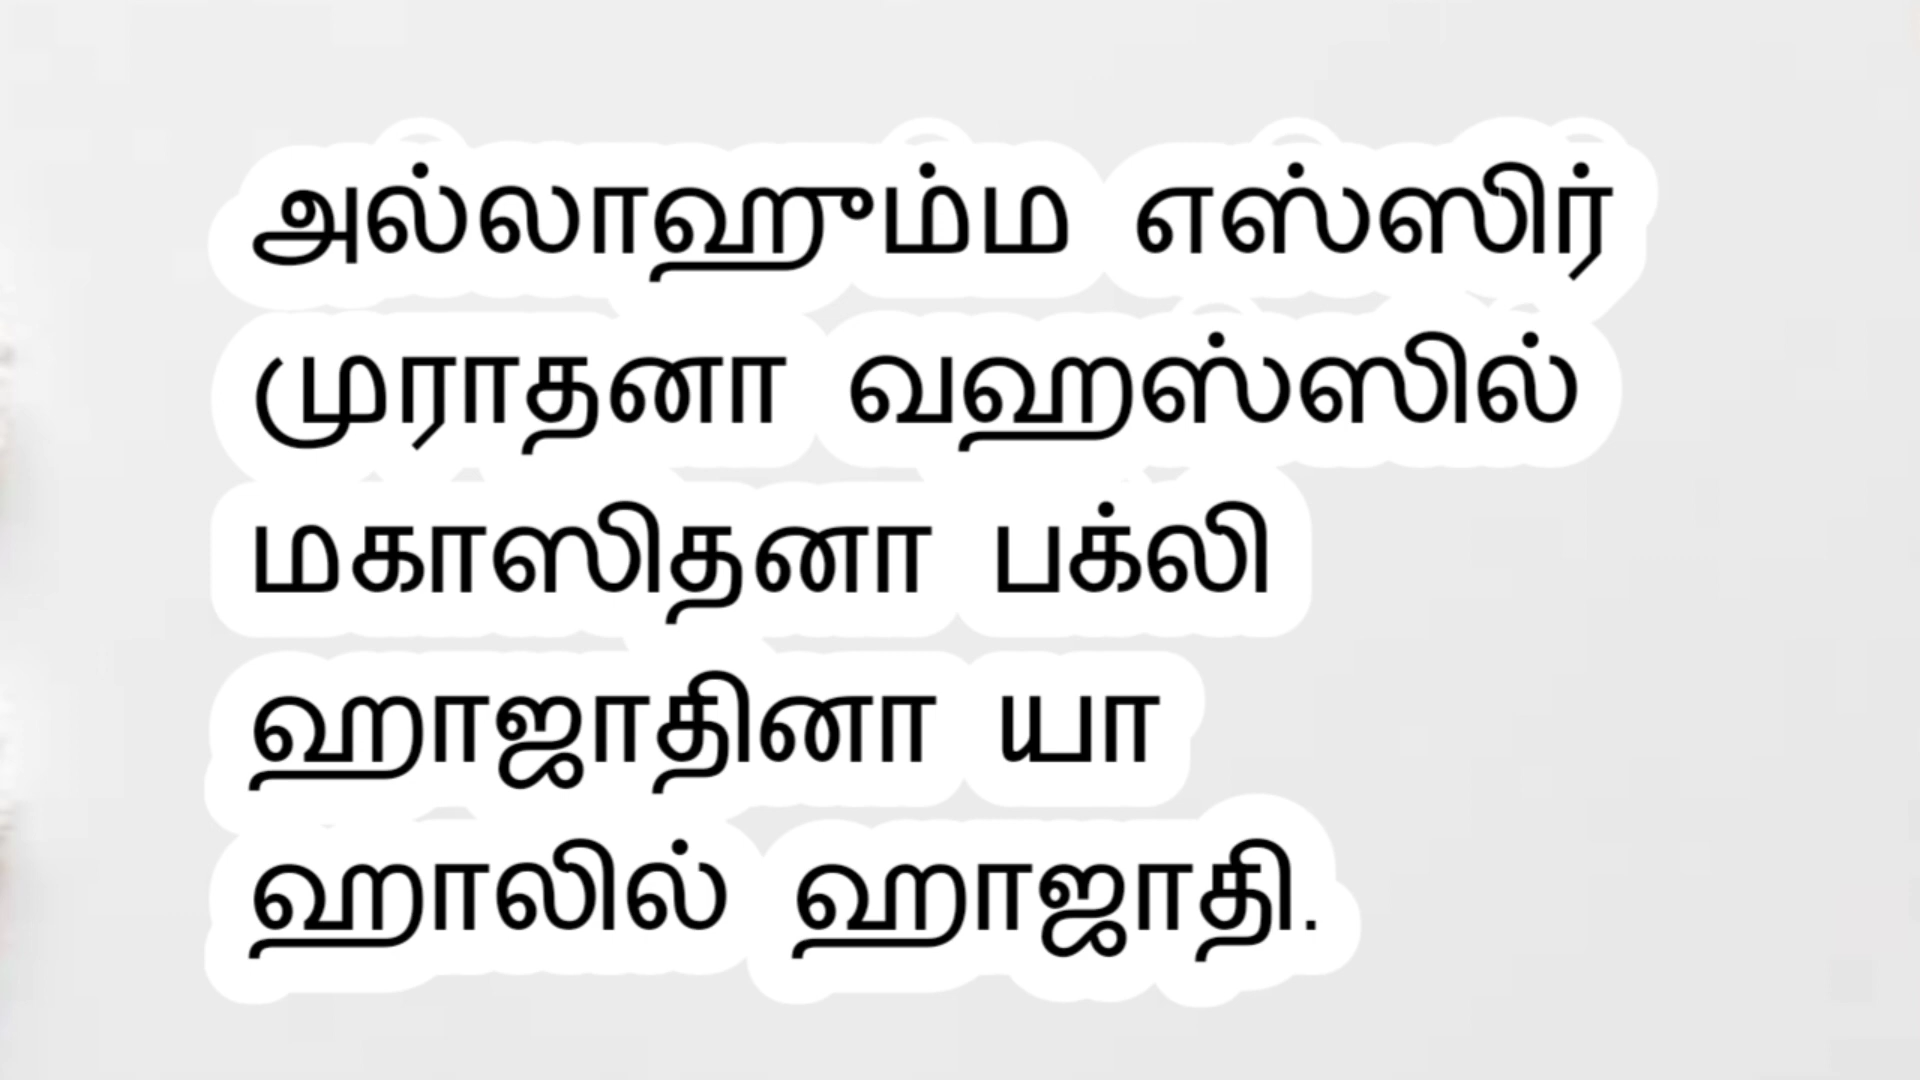 அல்லாஹும்ம எஸ்ஸிர்
முராதனா வஹஸ்ஸில்
மகாஸிதனா பக்லி
ஹாஜாதினா யா
ஹாலில் ஹாஜாதி.